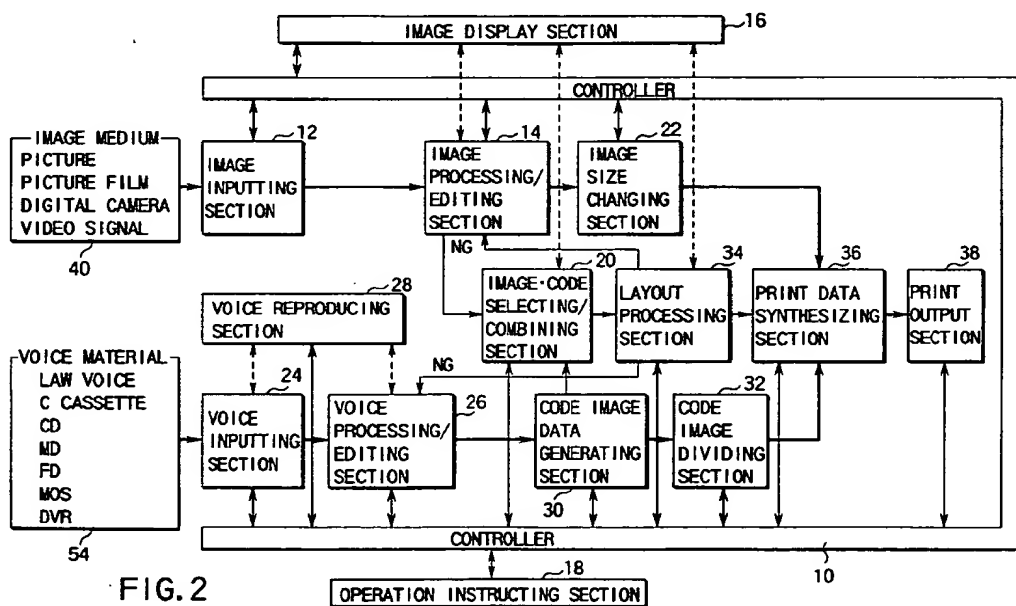 16
IMAGE DISPLAY SECTION
CONTROLLER
IMAGE MEDIUM
PICTURE
PICTURE FILM
DIGITAL CAMERA
VIDEO SIGNAL
40
12
IMAGE
INPUTTING
SECTION
14
IMAGE
PROCESSING/
EDITING
SECTION
22
IMAGE
SIZE
CHANGING
SECTION
NG
20
IMAGE·CODE
SELECTING/
COMBINING
SECTION
34
LAYOUT
PROCESSING
SECTION
36
PRINT DATA
SYNTHESIZING
SECTION
38
PRINT
OUTPUT
SECTION
28
VOICE REPRODUCING
SECTION
NG
VOICE MATERIAL
LAW VOICE
C CASSETTE
CD
MD
FD
MOS
DVR
54
24
VOICE
INPUTTING
SECTION
26
VOICE
PROCESSING/
EDITING
SECTION
CODE IMAGE
DATA
GENERATING
SECTION
30
32
CODE
IMAGE
DIVIDING
SECTION
CONTROLLER
10
18
OPERATION INSTRUCTING SECTION
FIG.2